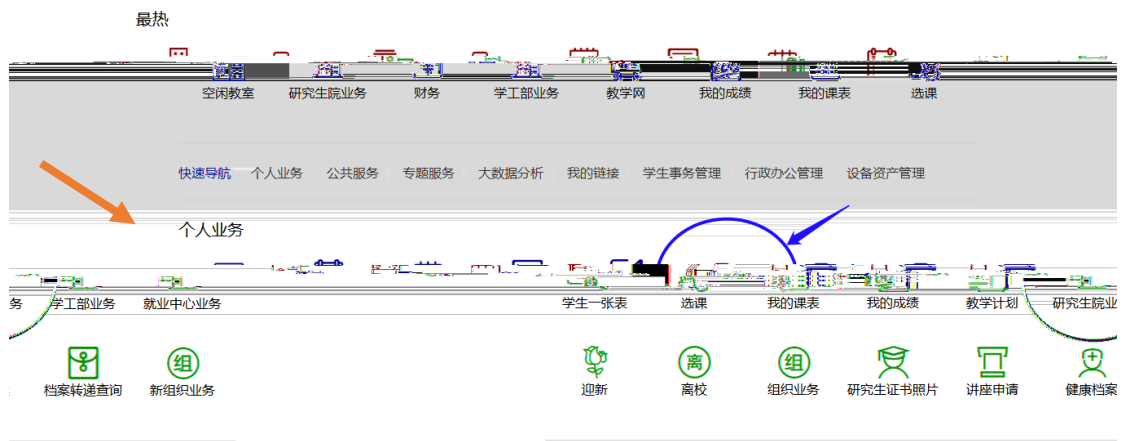 最热
空闲教室 研究生院业务 财务 学工部业务 教学网 我的成绩 我的课表 选课
快速导航 个人业务 公共服务 专题服务 大数据分析 我的链接 学生事务管理 行政办公管理 设备资产管理
个人业务
务 学工部业务 就业中心业务 学生一张表 选课 我的课表 我的成绩 教学计划 研究生院业
组 离 组
档案转递查询 新组织业务 迎新 离校 组织业务 研究生证书照片 讲座申请 健康档案